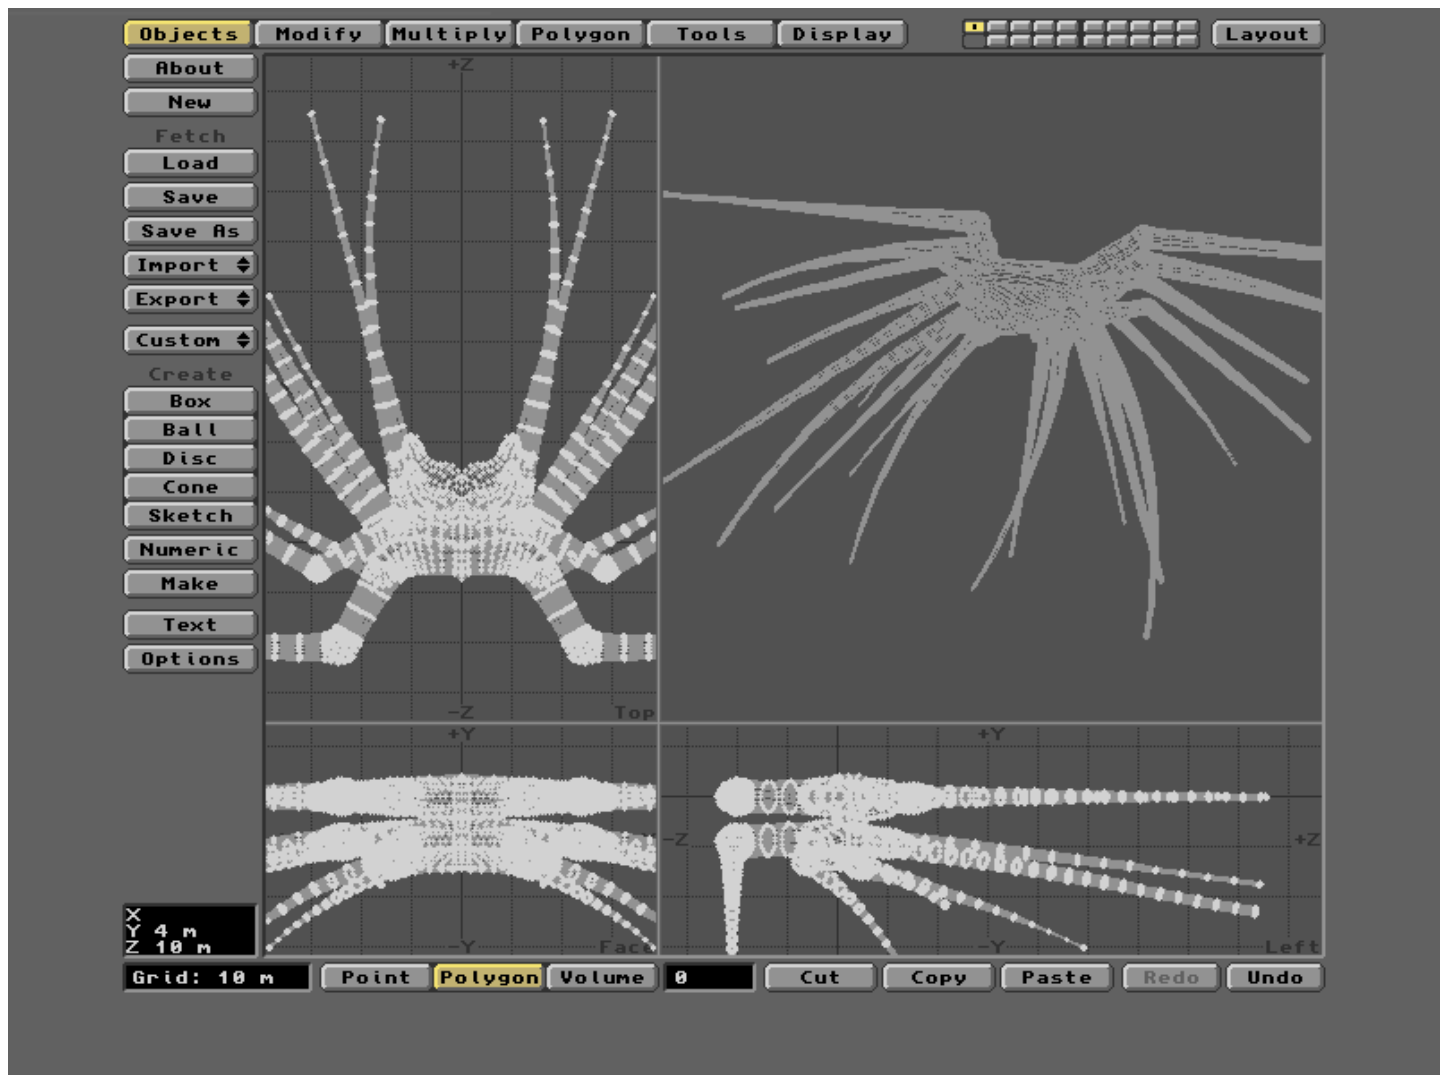 Objects Modify Multiply Polygon Tools Display Layout
About
New
Fetch
Load
Save
Save As
Import
Export
Custom
Create
Box
Ball
Disc
Cone
Sketch
Numeric
Make
Text
Options
+Z
-Z Top
+Y
-Y Face
+Y
-Z +Z
-Y Left
X
Y 4 m
Z 10 m
Grid: 10 m Point Polygon Volume 0 Cut Copy Paste Redo Undo